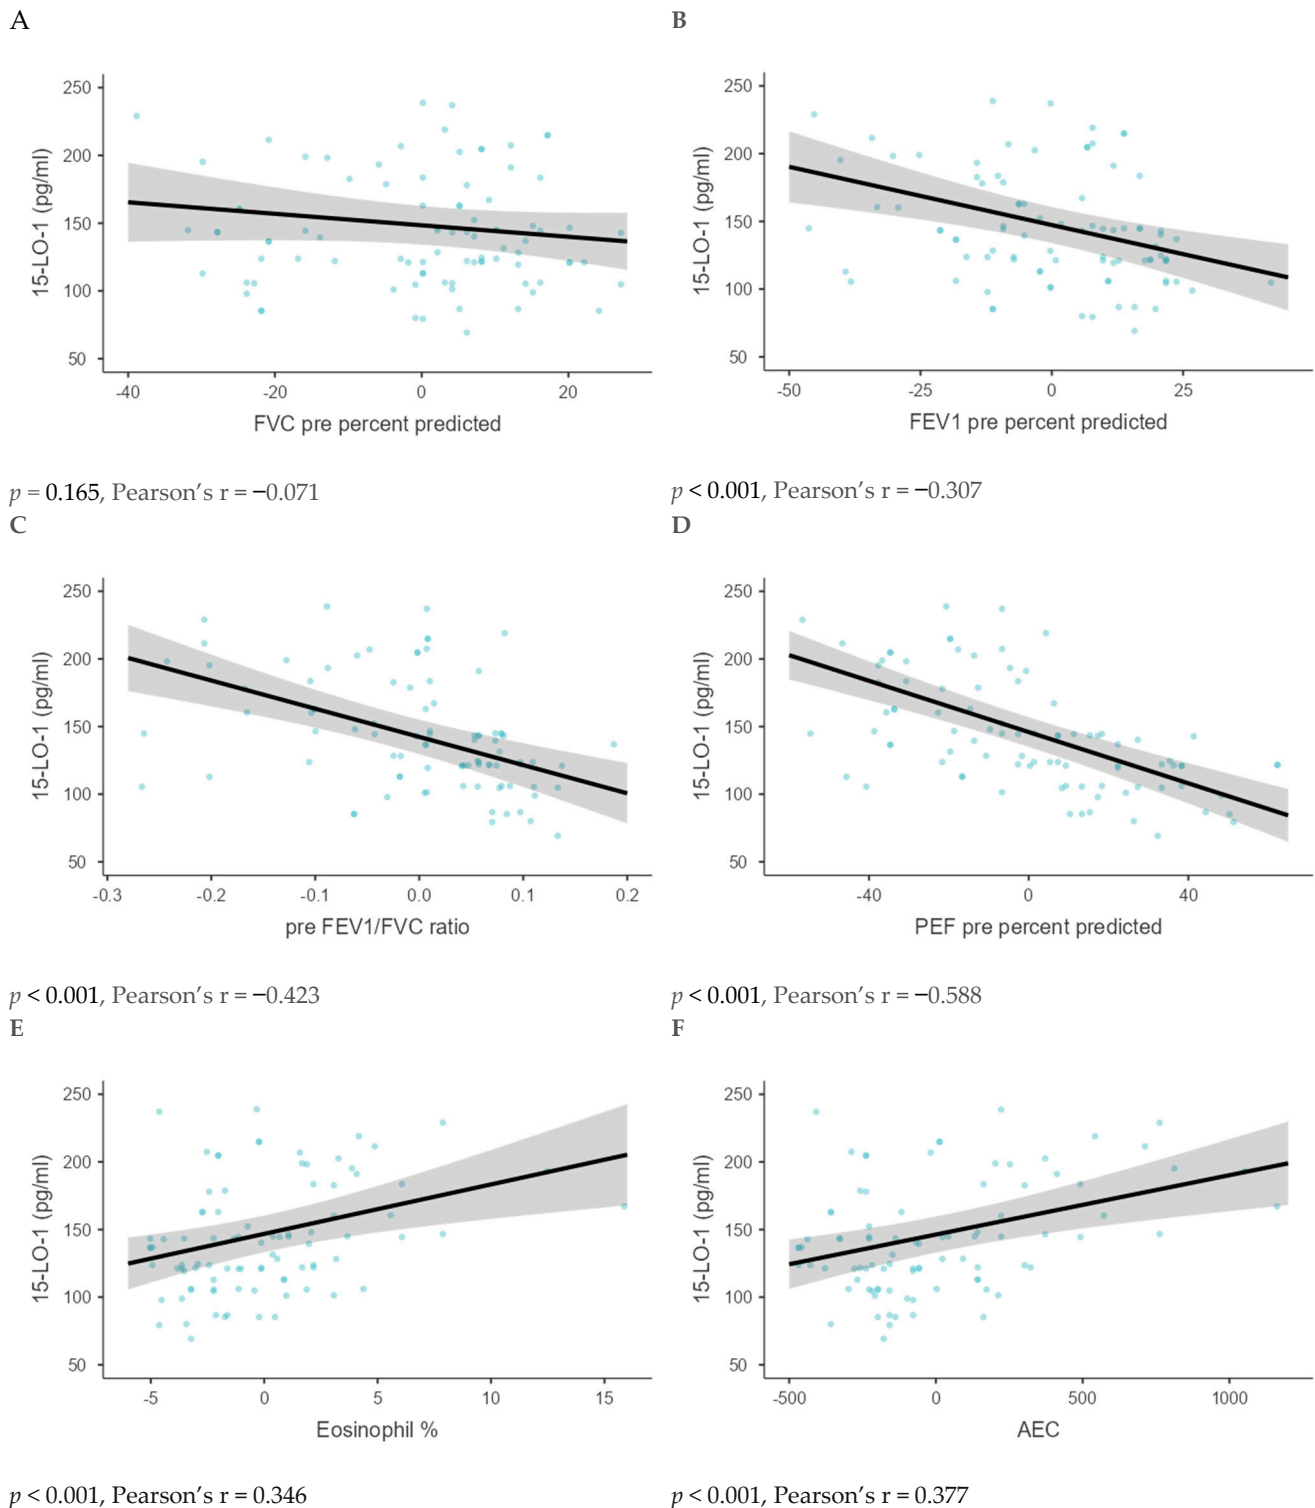 A
B
250
200
150
100
50
15-LO-1 (pg/ml)
-40 -20 0 20
FVC pre percent predicted
250
200
150
100
50
15-LO-1 (pg/ml)
-50 -25 0 25
FEV1 pre percent predicted
p = 0.165, Pearson’s r = −0.071
p < 0.001, Pearson’s r = −0.307
C
D
250
200
150
100
50
15-LO-1 (pg/ml)
-0.3 -0.2 -0.1 0.0 0.1 0.2
pre FEV1/FVC ratio
250
200
150
100
50
15-LO-1 (pg/ml)
-40 0 40
PEF pre percent predicted
p < 0.001, Pearson’s r = −0.423
p < 0.001, Pearson’s r = −0.588
E
F
250
200
150
100
50
15-LO-1 (pg/ml)
-5 0 5 10 15
Eosinophil %
250
200
150
100
50
15-LO-1 (pg/ml)
-500 0 500 1000
AEC
p < 0.001, Pearson’s r = 0.346
p < 0.001, Pearson’s r = 0.377